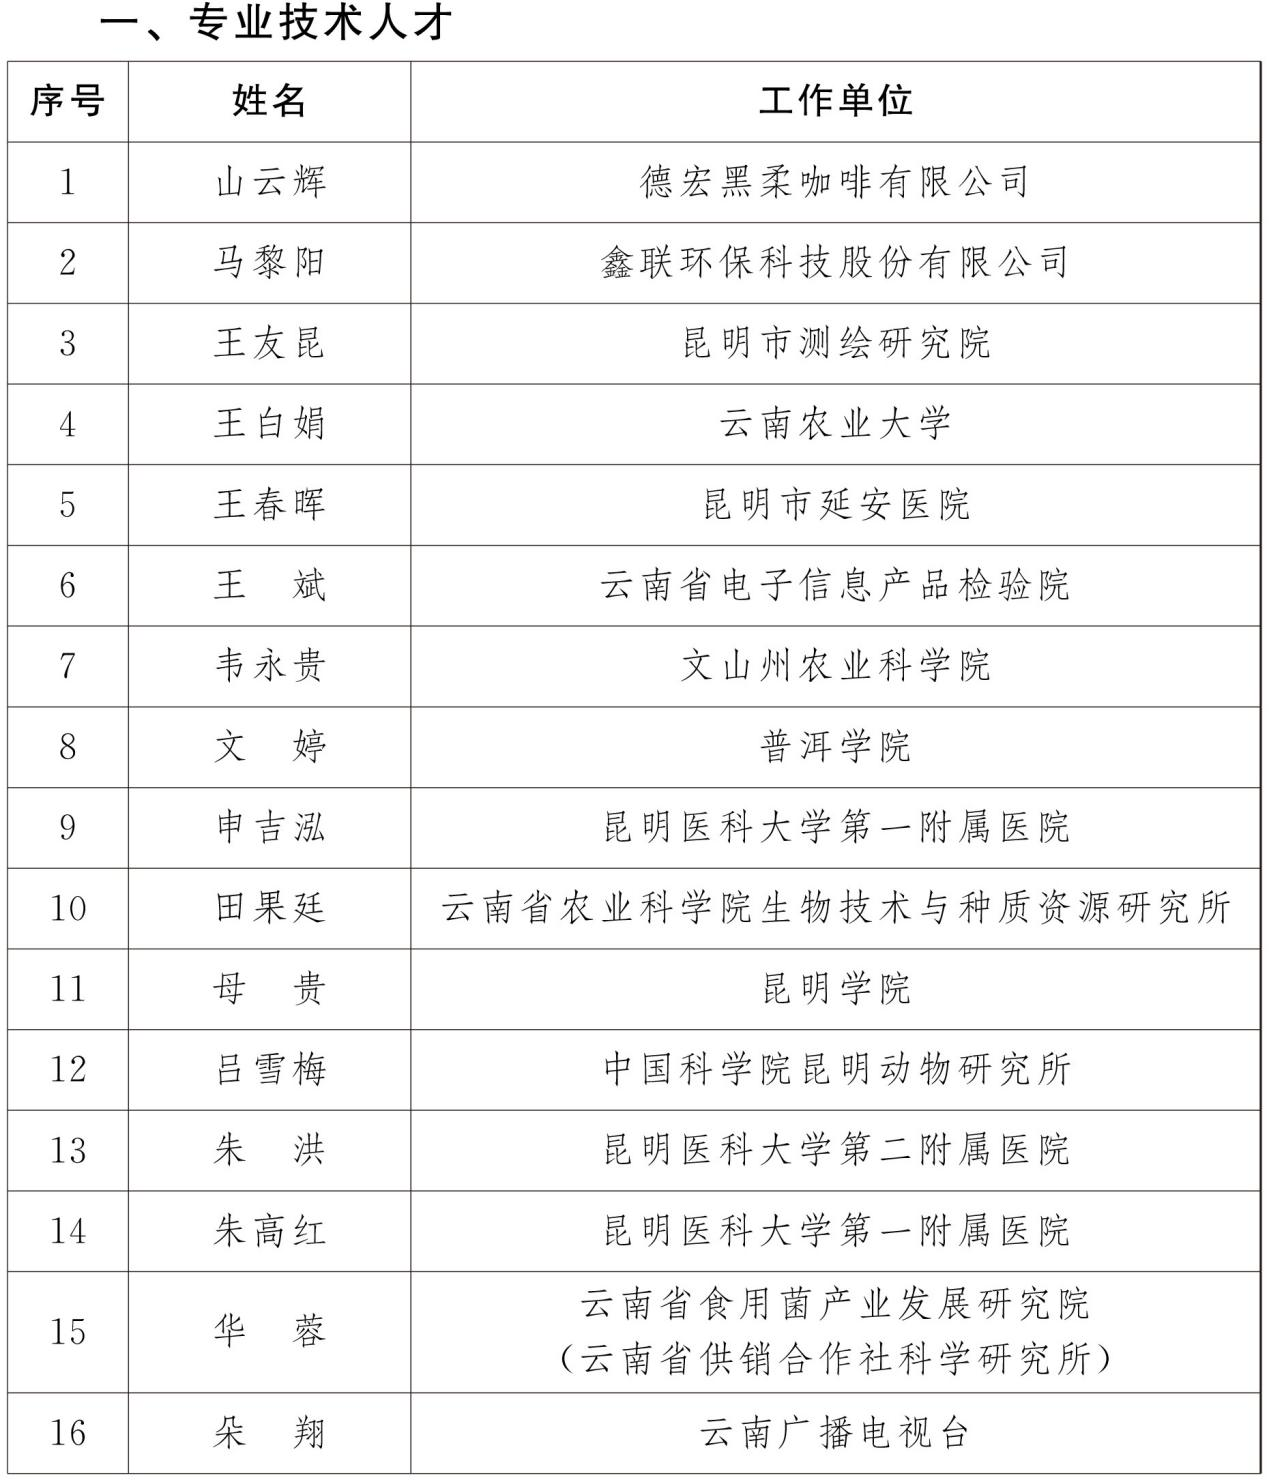 一、专业技术人才
序号 姓名 工作单位
1 山云辉 德宏黑柔咖啡有限公司
2 马黎阳 鑫联环保科技股份有限公司
3 王友昆 昆明市测绘研究院
4 王白娟 云南农业大学
5 王春晖 昆明市延安医院
6 王　斌 云南省电子信息产品检验院
7 韦永贵 文山州农业科学院
8 文　婷 普洱学院
9 申吉泓 昆明医科大学第一附属医院
10 田果廷 云南省农业科学院生物技术与种质资源研究所
11 母　贵 昆明学院
12 吕雪梅 中国科学院昆明动物研究所
13 朱　洪 昆明医科大学第二附属医院
14 朱高红 昆明医科大学第一附属医院
15 华　蓉 云南省食用菌产业发展研究院
（云南省供销合作社科学研究所）
16 朵　翔 云南广播电视台